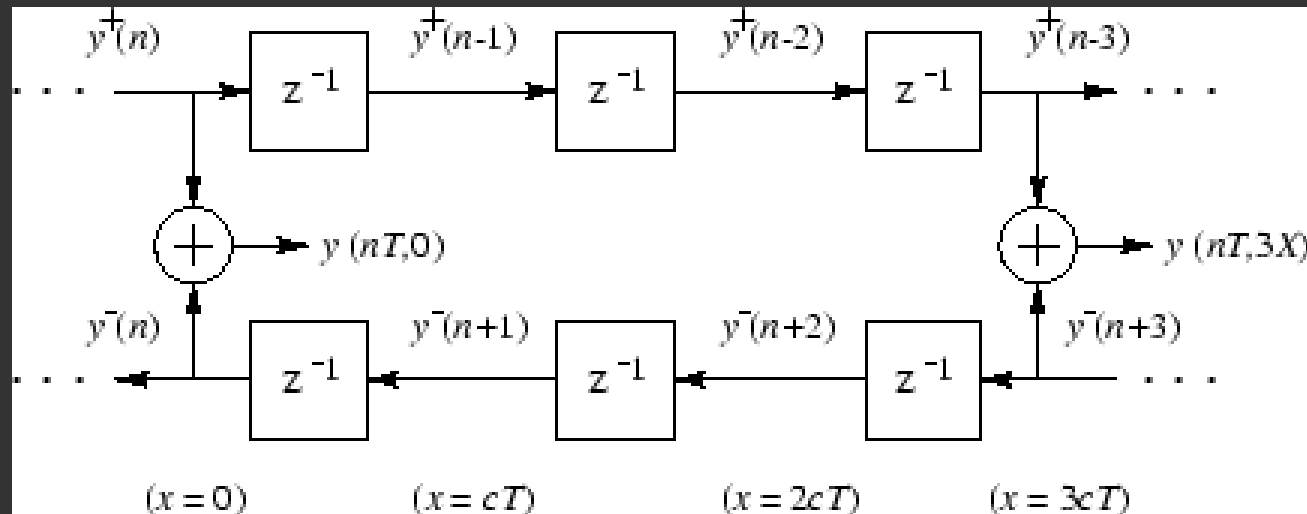 y⁺(n) y⁺(n-1) y⁺(n-2) y⁺(n-3)
· · · z⁻¹ z⁻¹ z⁻¹ · · ·
+ y (nT,0) + y (nT,3X)
y⁻(n) y⁻(n+1) y⁻(n+2) y⁻(n+3)
· · · z⁻¹ z⁻¹ z⁻¹ · · ·
(x = 0) (x = cT) (x = 2cT) (x = 3cT)